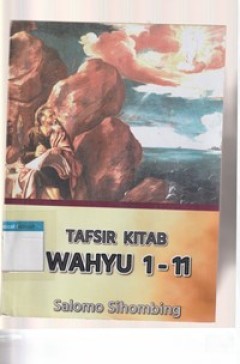 TAFSIR KITAB
WAHYU 1 - 11
Salomo Sihombing